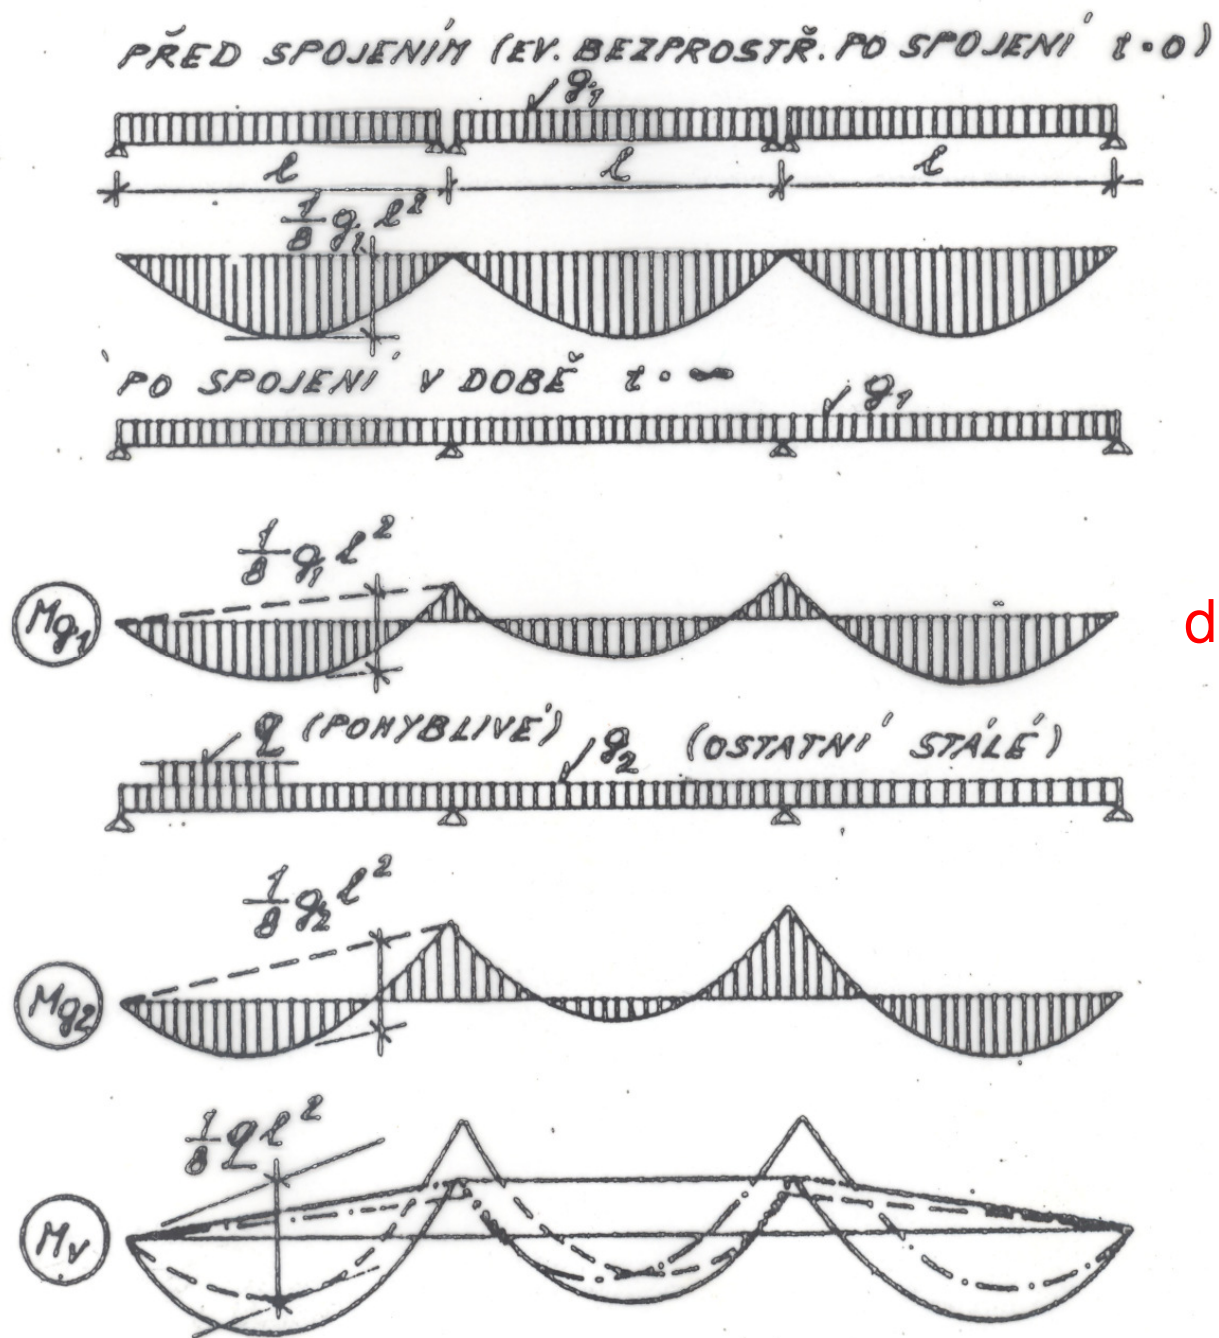 PŘED SPOJENÍM (EV. BEZPROSTŘ. PO SPOJENÍ t=0)
g₁
l l l
1/8 g₁ l²
PO SPOJENÍ V DOBĚ t=∞
g₁
1/8 g₁ l²
Mg₁
d
q (POHYBLIVÉ) g₂ (OSTATNÍ STÁLÉ)
1/8 g₂ l²
Mg₂
1/8 q l²
Mv